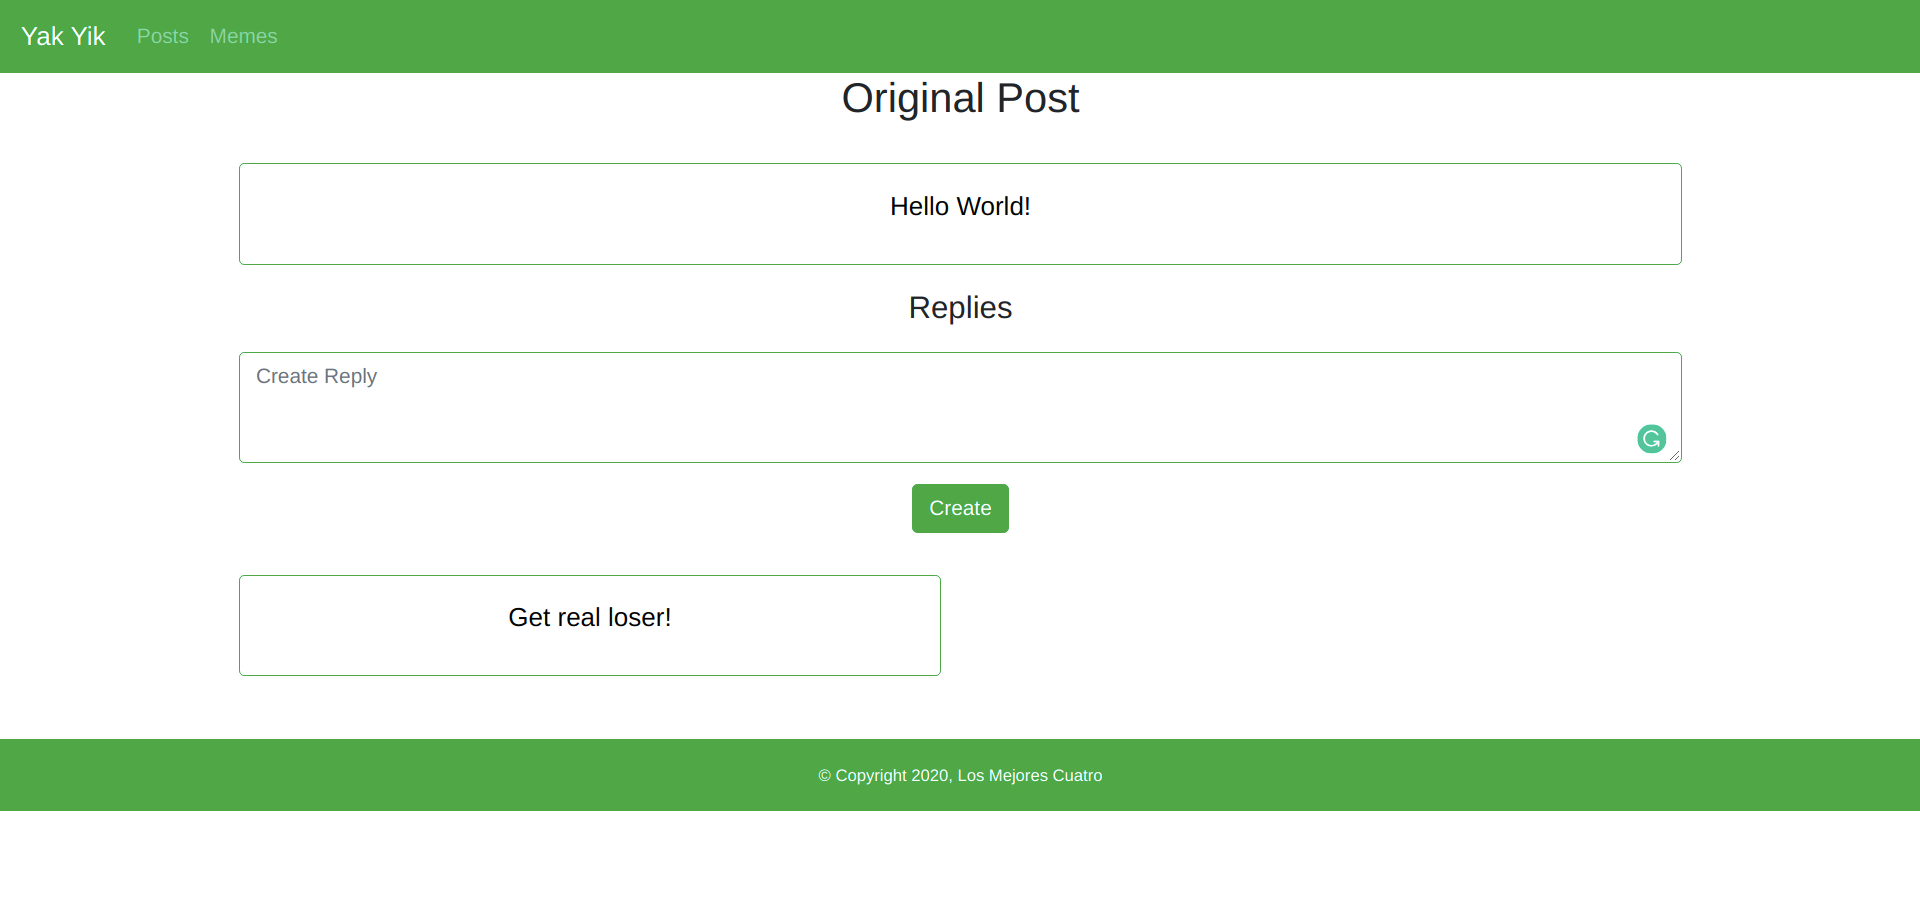 Yak Yik Posts Memes
Original Post
Hello World!
Replies
Create Reply
Create
Get real loser!
© Copyright 2020, Los Mejores Cuatro